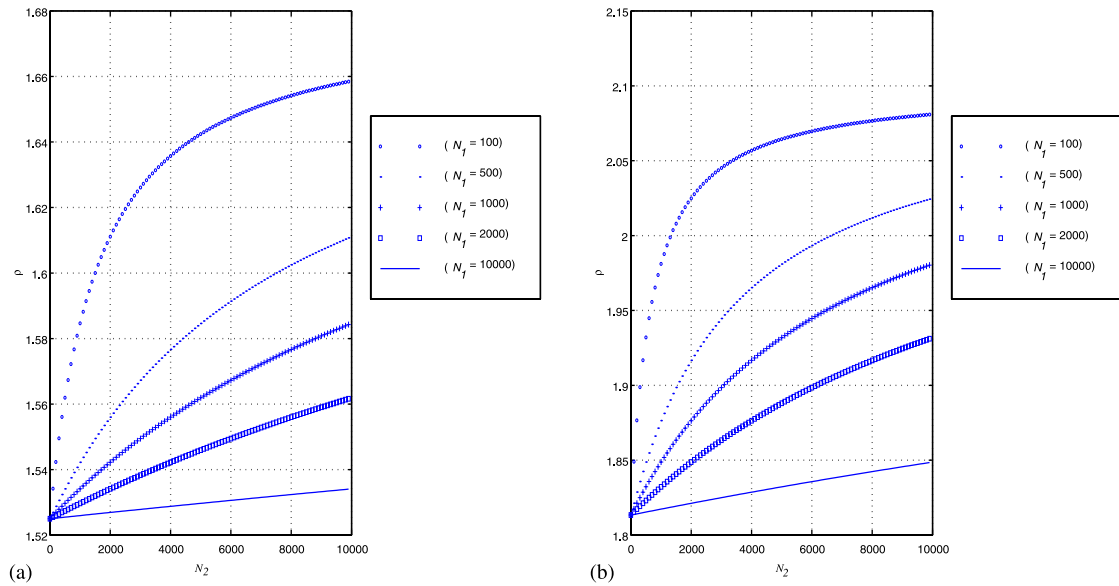 1.68
1.66
1.64
1.62
1.6
1.58
1.56
1.54
1.52
ρ
0 2000 4000 6000 8000 10000
N2
(a)
( N1 = 100)
( N1 = 500)
( N1 = 1000)
( N1 = 2000)
( N1 = 10000)
2.15
2.1
2.05
2
1.95
1.9
1.85
1.8
ρ
0 2000 4000 6000 8000 10000
N2
(b)
( N1 = 100)
( N1 = 500)
( N1 = 1000)
( N1 = 2000)
( N1 = 10000)